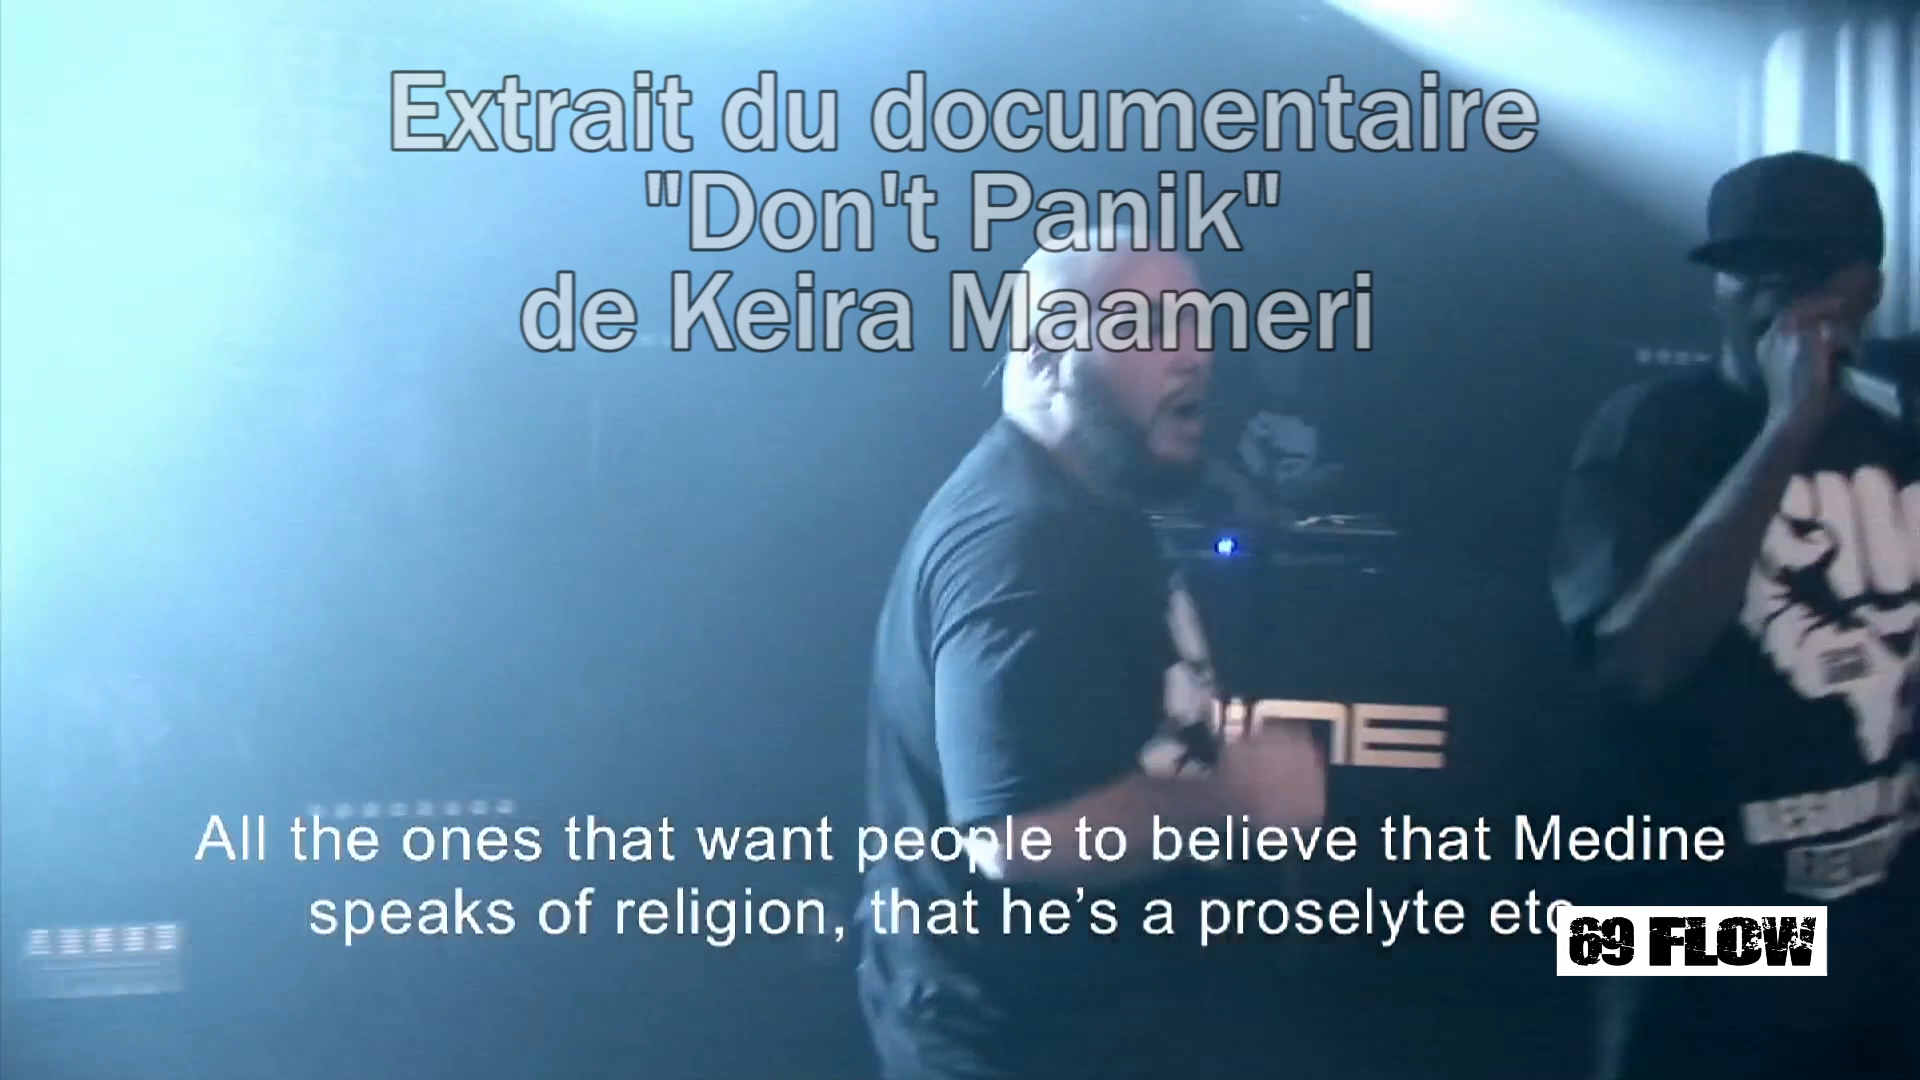 Extrait du documentaire
"Don't Panik"
de Keira Maameri
INE
All the ones that want people to believe that Medine
speaks of religion, that he's a proselyte etc
69 FLOW